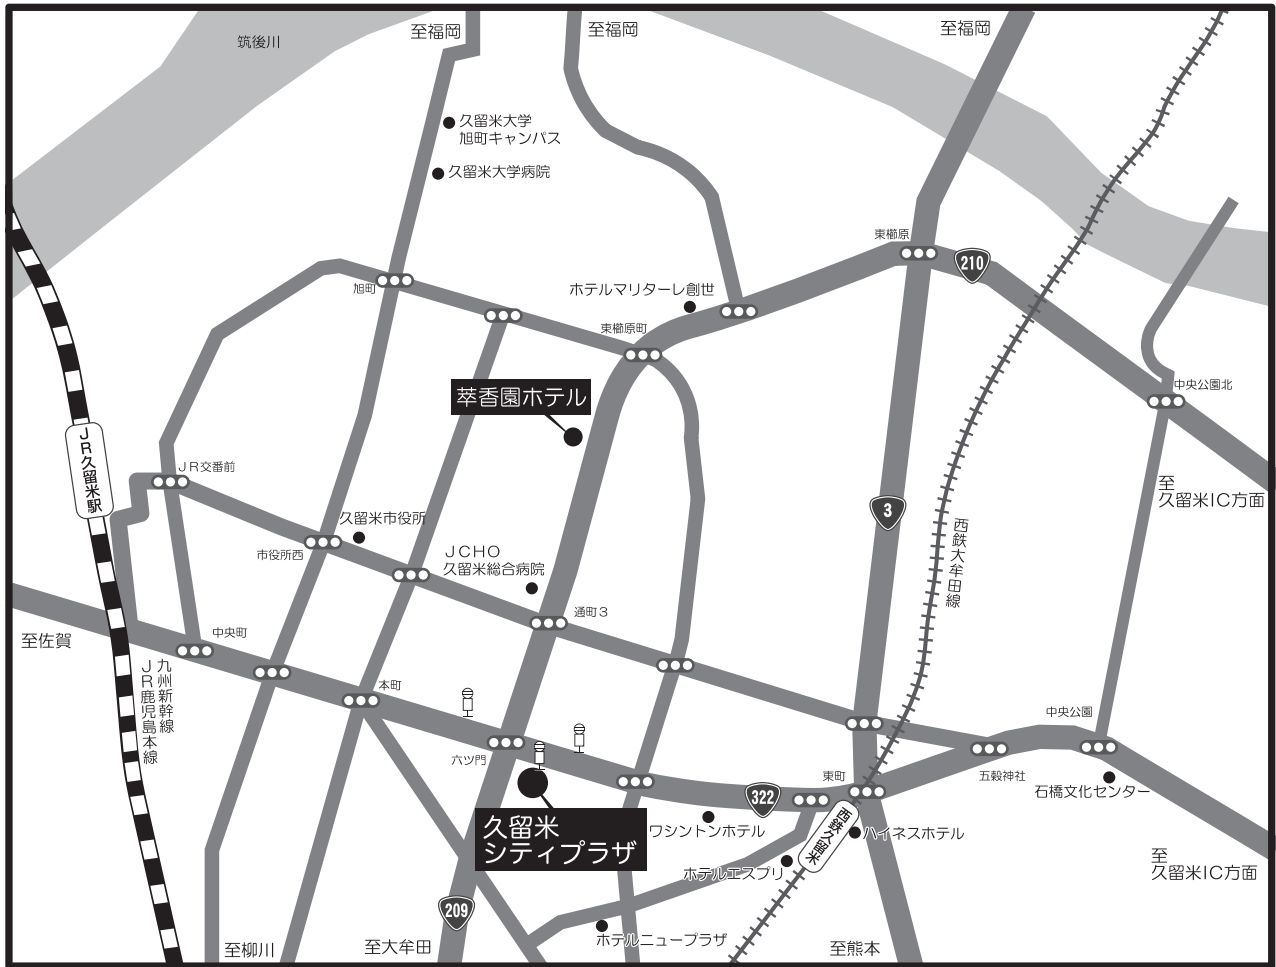 筑後川
至福岡
至福岡
至福岡
久留米大学
旭町キャンパス
久留米大学病院
東櫛原
210
旭町
ホテルマリターレ創世
東櫛原町
萃香園ホテル
中央公園北
至
久留米IC方面
JR久留米駅
JR交番前
久留米市役所
市役所西
JCHO
久留米総合病院
3
西鉄大牟田線
通町3
至佐賀
中央町
九州新幹線
JR鹿児島本線
本町
六ツ門
中央公園
五穀神社
石橋文化センター
東町
322
久留米
シティプラザ
ワシントンホテル
西鉄久留米
ハイネスホテル
ホテルエスプリ
至
久留米IC方面
209
ホテルニュープラザ
至柳川
至大牟田
至熊本